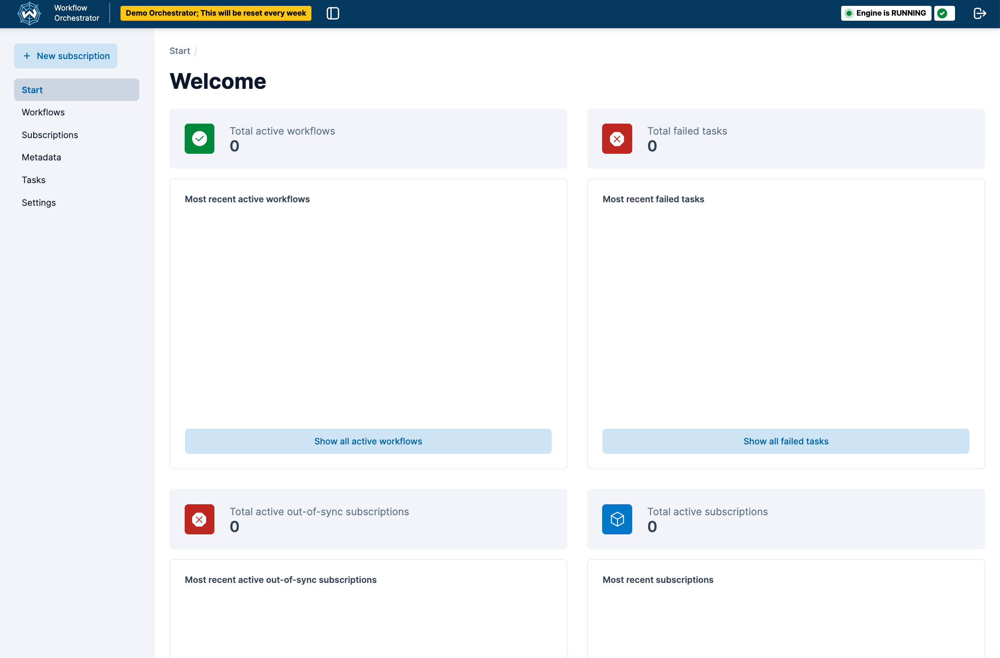 Workflow
Orchestrator
Demo Orchestrator; This will be reset every week
Engine is RUNNING
New subscription
Start
Workflows
Subscriptions
Metadata
Tasks
Settings
Start /
Welcome
Total active workflows
0
Total failed tasks
0
Most recent active workflows
Most recent failed tasks
Show all active workflows
Show all failed tasks
Total active out-of-sync subscriptions
0
Total active subscriptions
0
Most recent active out-of-sync subscriptions
Most recent subscriptions